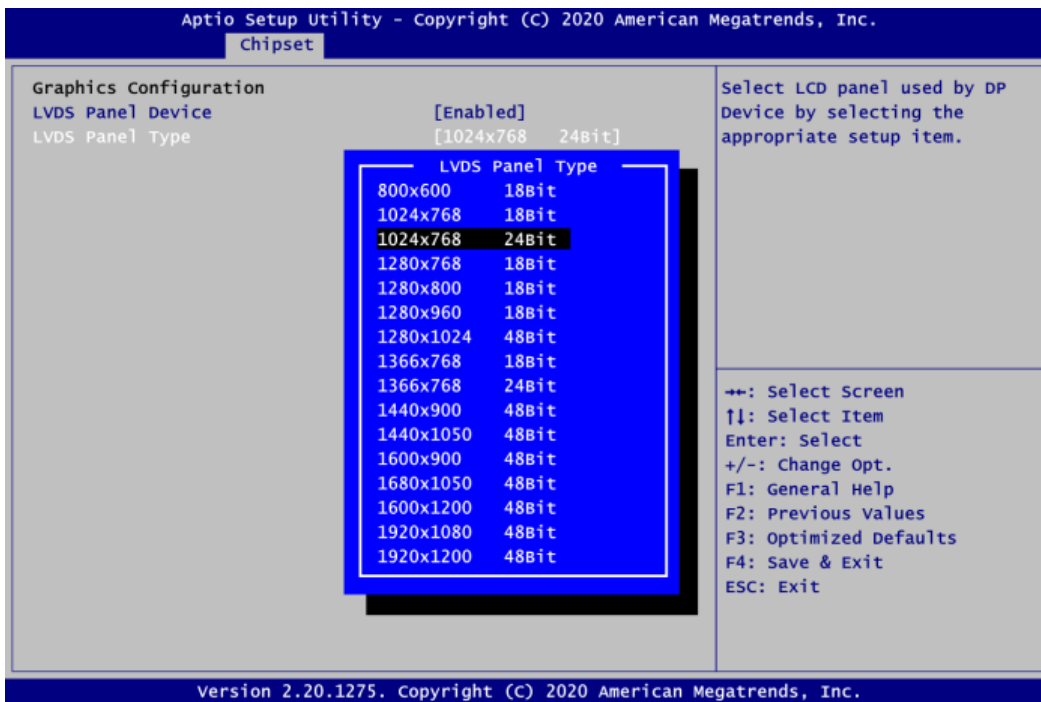 Aptio Setup Utility - Copyright (C) 2020 American Megatrends, Inc.
Chipset
Graphics Configuration
LVDS Panel Device [Enabled]
LVDS Panel Type [1024x768 24Bit]
LVDS Panel Type
800x600 18Bit
1024x768 18Bit
1024x768 24Bit
1280x768 18Bit
1280x800 18Bit
1280x960 18Bit
1280x1024 48Bit
1366x768 18Bit
1366x768 24Bit
1440x900 48Bit
1440x1050 48Bit
1600x900 48Bit
1680x1050 48Bit
1600x1200 48Bit
1920x1080 48Bit
1920x1200 48Bit
Select LCD panel used by DP
Device by selecting the
appropriate setup item.
→←: Select Screen
↑↓: Select Item
Enter: Select
+/-: Change Opt.
F1: General Help
F2: Previous Values
F3: Optimized Defaults
F4: Save & Exit
ESC: Exit
Version 2.20.1275. Copyright (C) 2020 American Megatrends, Inc.